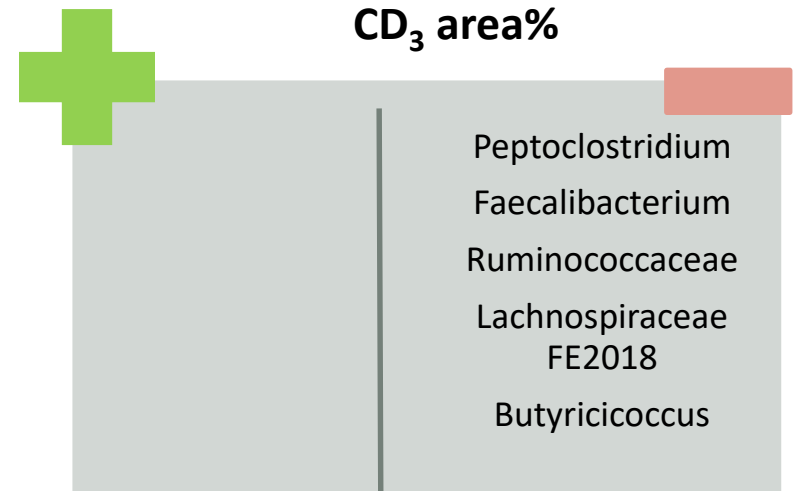 CD3 area%
Peptoclostridium
Faecalibacterium
Ruminococcaceae
Lachnospiraceae
FE2018
Butyricicoccus